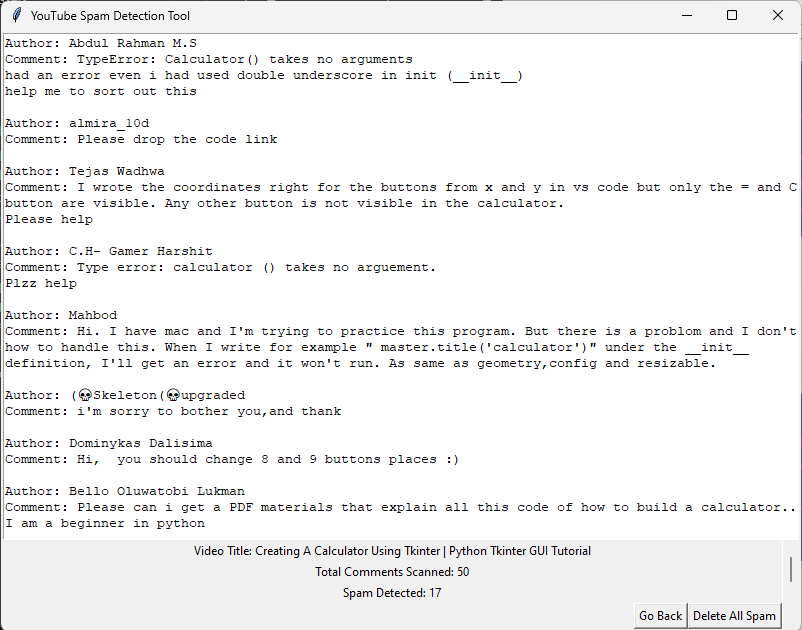 YouTube Spam Detection Tool
Author: Abdul Rahman M.S
Comment: TypeError: Calculator() takes no arguments
had an error even i had used double underscore in init (__init__)
help me to sort out this
Author: almira_10d
Comment: Please drop the code link
Author: Tejas Wadhwa
Comment: I wrote the coordinates right for the buttons from x and y in vs code but only the = and C
button are visible. Any other button is not visible in the calculator.
Please help
Author: C.H- Gamer Harshit
Comment: Type error: calculator () takes no arguement.
Plzz help
Author: Mahbod
Comment: Hi. I have mac and I'm trying to practice this program. But there is a problom and I don't
how to handle this. When I write for example " master.title('calculator')" under the __init__
definition, I'll get an error and it won't run. As same as geometry,config and resizable.
Author: (💀Skeleton(💀upgraded
Comment: i'm sorry to bother you,and thank
Author: Dominykas Dalisima
Comment: Hi,  you should change 8 and 9 buttons places :)
Author: Bello Oluwatobi Lukman
Comment: Please can i get a PDF materials that explain all this code of how to build a calculator..
I am a beginner in python
Video Title: Creating A Calculator Using Tkinter | Python Tkinter GUI Tutorial
Total Comments Scanned: 50
Spam Detected: 17
Go Back Delete All Spam